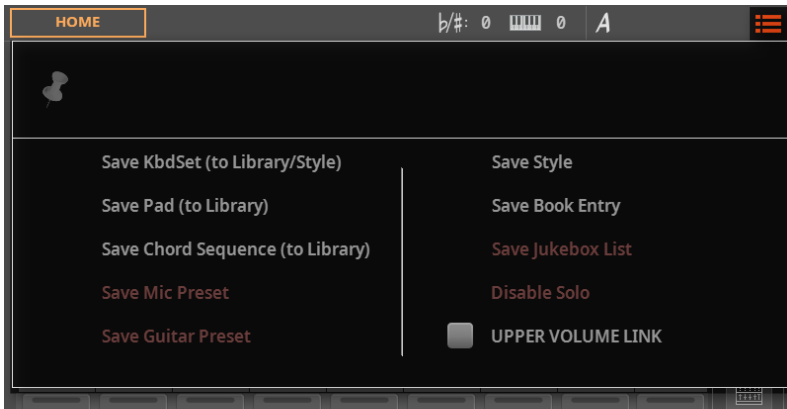 HOME
♭/#: 0 0 A
Save KbdSet (to Library/Style)
Save Pad (to Library)
Save Chord Sequence (to Library)
Save Mic Preset
Save Guitar Preset
Save Style
Save Book Entry
Save Jukebox List
Disable Solo
UPPER VOLUME LINK